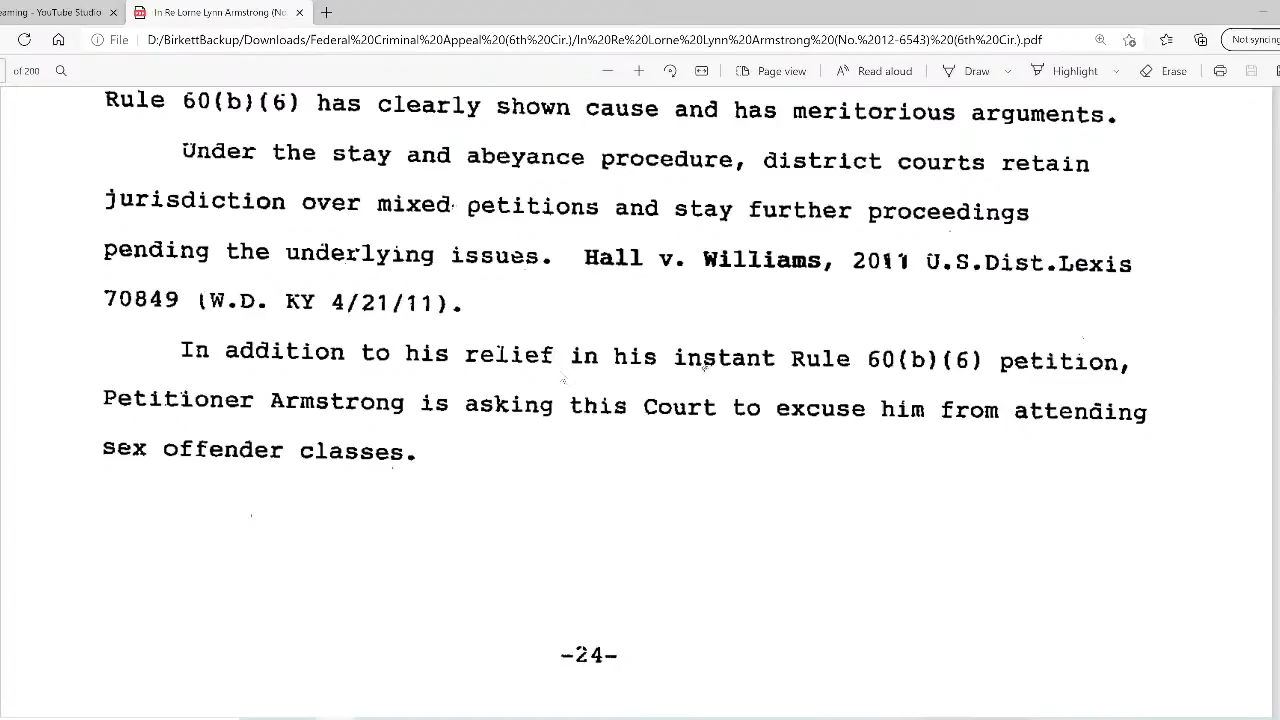 eaming - YouTube Studio
In Re Lorne Lynn Armstrong (No.
File
D:/BirkettBackup/Downloads/Federal%20Criminal%20Appeal%20(6th%20Cir.)/In%20Re%20Lorne%20Lynn%20Armstrong%20(No.%2012-6543)%20(6th%20Cir.).pdf
Not syncing
of 200
Page view
Read aloud
Draw
Highlight
Erase
Rule 60(b)(6) has clearly shown cause and has meritorious arguments.
Under the stay and abeyance procedure, district courts retain
jurisdiction over mixed petitions and stay further proceedings
pending the underlying issues. Hall v. Williams, 2011 U.S.Dist.Lexis
70849 (W.D. KY 4/21/11).
In addition to his relief in his instant Rule 60(b)(6) petition,
Petitioner Armstrong is asking this Court to excuse him from attending
sex offender classes.
-24-